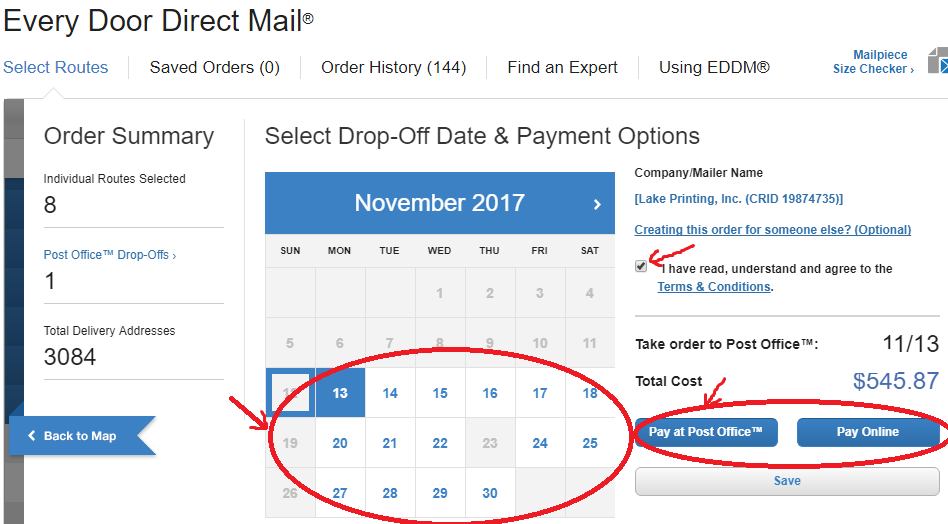 Every Door Direct Mail®
Select Routes
Saved Orders (0)
Order History (144)
Find an Expert
Using EDDM®
Mailpiece
Size Checker ›
Order Summary
Individual Routes Selected
8
Post Office™ Drop-Offs ›
1
Total Delivery Addresses
3084
Back to Map
Select Drop-Off Date & Payment Options
November 2017
SUN MON TUE WED THU FRI SAT
1 2 3 4
5 6 7 8 9 10 11
12 13 14 15 16 17 18
19 20 21 22 23 24 25
26 27 28 29 30
Company/Mailer Name
[Lake Printing, Inc. (CRID 19874735)]
Creating this order for someone else? (Optional)
I have read, understand and agree to the
Terms & Conditions.
Take order to Post Office™: 11/13
Total Cost $545.87
Pay at Post Office™
Pay Online
Save